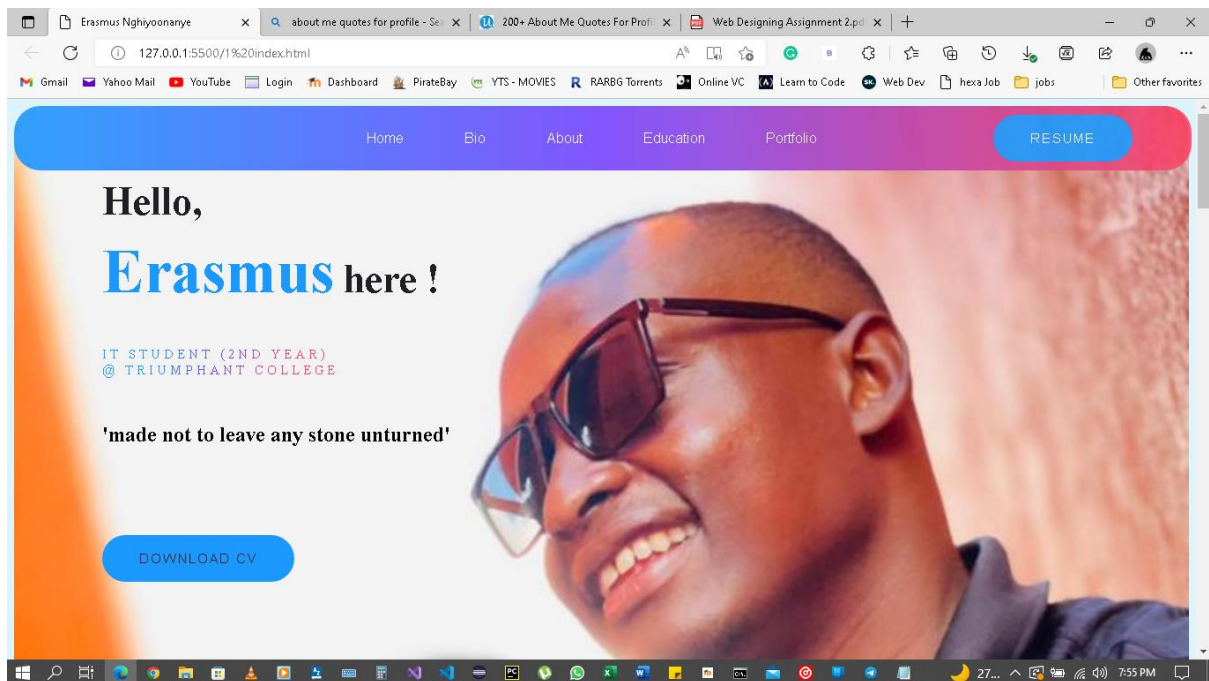 Erasmus Nghiyoonanye
about me quotes for profile - Sea
200+ About Me Quotes For Profil
Web Designing Assignment 2.pd
127.0.0.1:5500/1%20index.html
Gmail Yahoo Mail YouTube Login Dashboard PirateBay YTS - MOVIES RARBG Torrents Online VC Learn to Code Web Dev hexa Job jobs Other favorites
Home Bio About Education Portfolio RESUME
Hello,
Erasmus here !
IT STUDENT (2ND YEAR)
@ TRIUMPHANT COLLEGE
'made not to leave any stone unturned'
DOWNLOAD CV
27... 7:55 PM